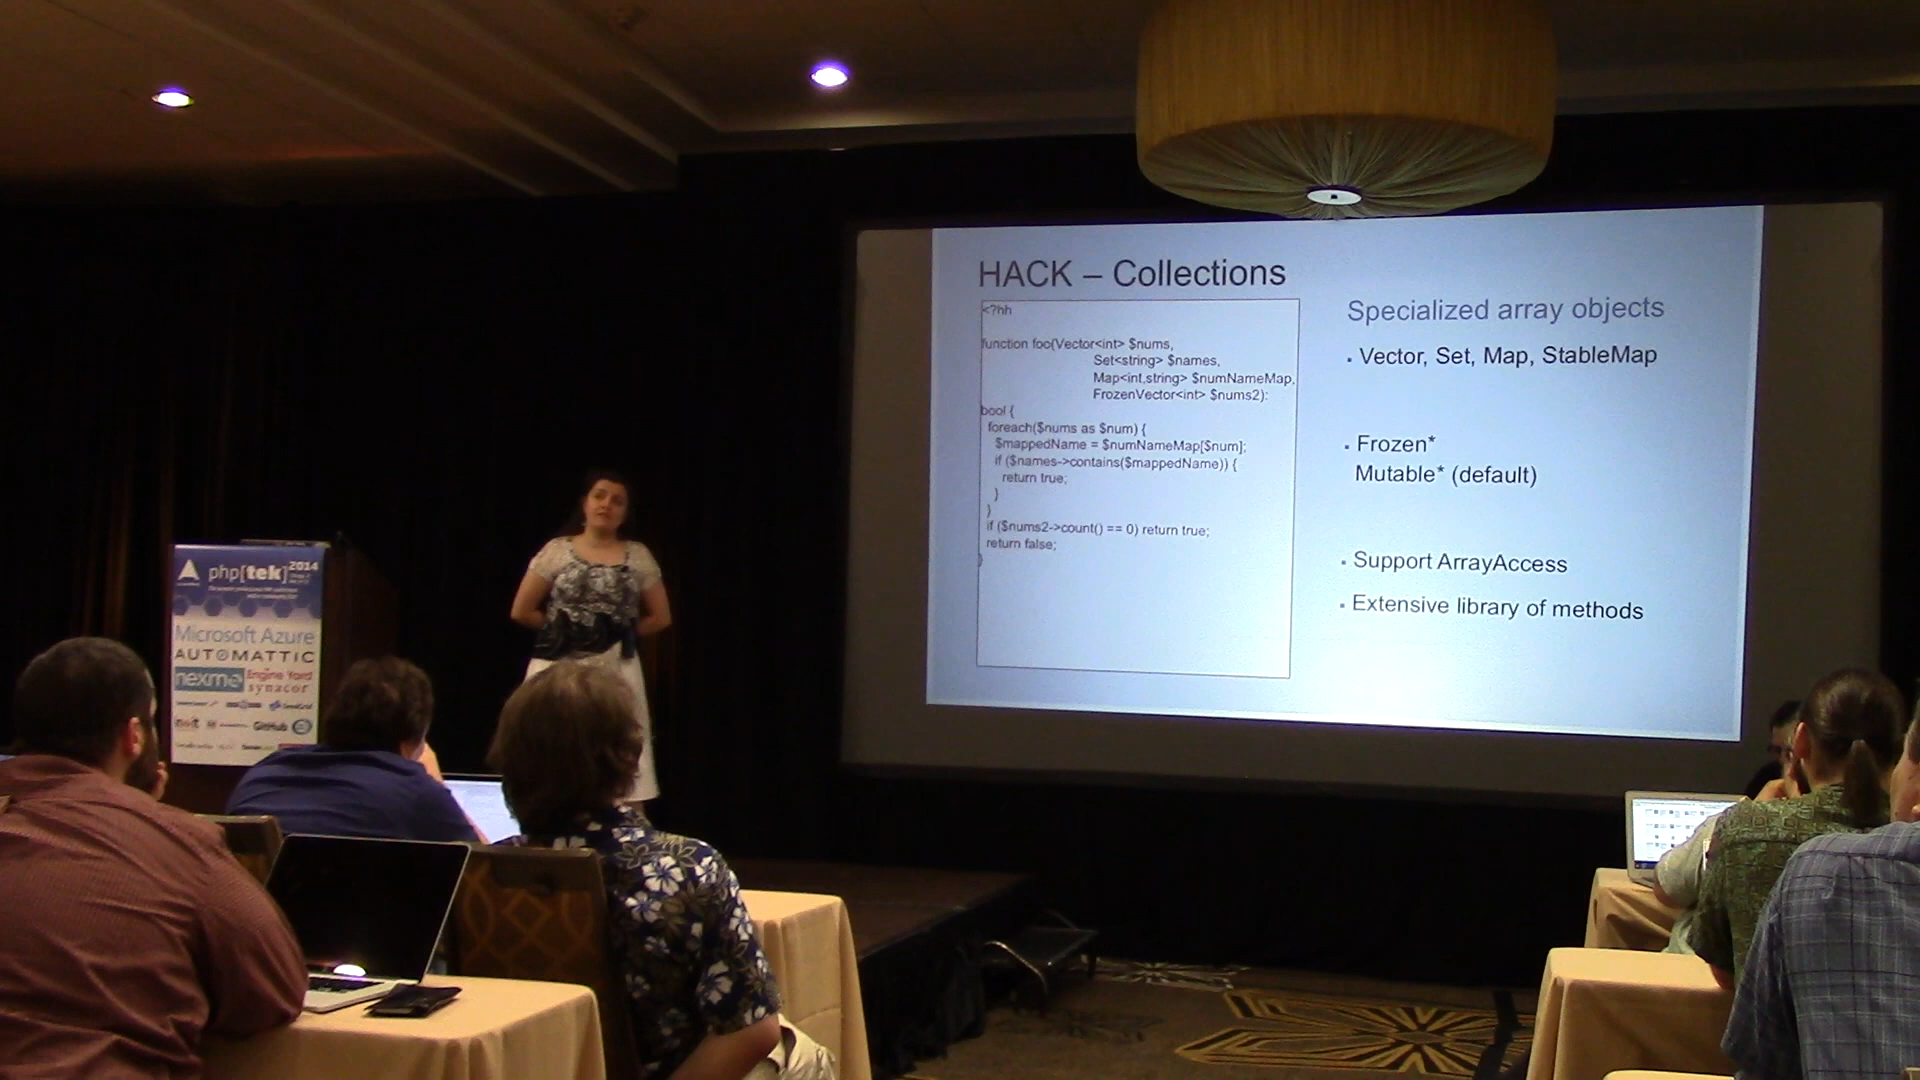 php[tek] 2014
Microsoft Azure
AUTOMATTIC
nexmo Engine Yard
synacor
SendGrid
GitHub
HACK – Collections
<?hh
function foo(Vector<int> $nums,
Set<string> $names,
Map<int,string> $numNameMap,
FrozenVector<int> $nums2):
bool {
foreach($nums as $num) {
$mappedName = $numNameMap[$num];
if ($names->contains($mappedName)) {
return true;
}
}
if ($nums2->count() == 0) return true;
return false;
}
Specialized array objects
▪ Vector, Set, Map, StableMap
▪ Frozen*
Mutable* (default)
▪ Support ArrayAccess
▪ Extensive library of methods